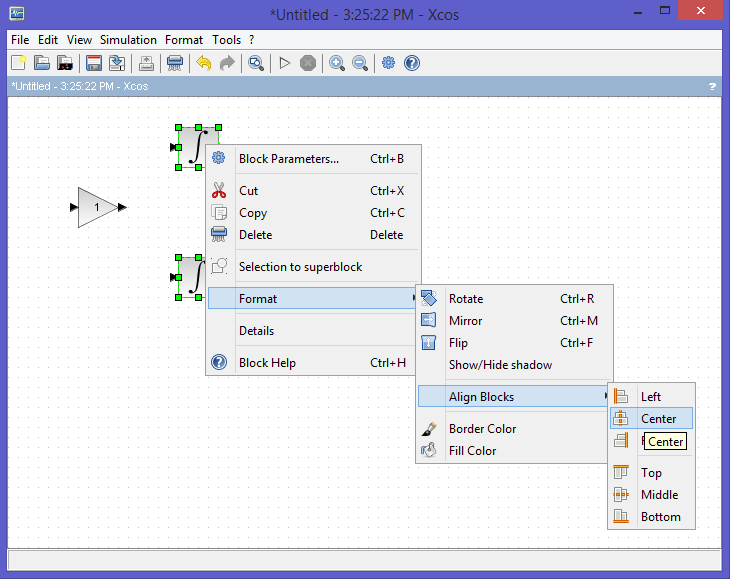 *Untitled - 3:25:22 PM - Xcos
File Edit View Simulation Format Tools ?
*Untitled - 3:25:22 PM - Xcos ?
1
Block Parameters... Ctrl+B
Cut Ctrl+X
Copy Ctrl+C
Delete Delete
Selection to superblock
Format
Details
Block Help Ctrl+H
Rotate Ctrl+R
Mirror Ctrl+M
Flip Ctrl+F
Show/Hide shadow
Align Blocks
Border Color
Fill Color
Left
Center
Center
Top
Middle
Bottom